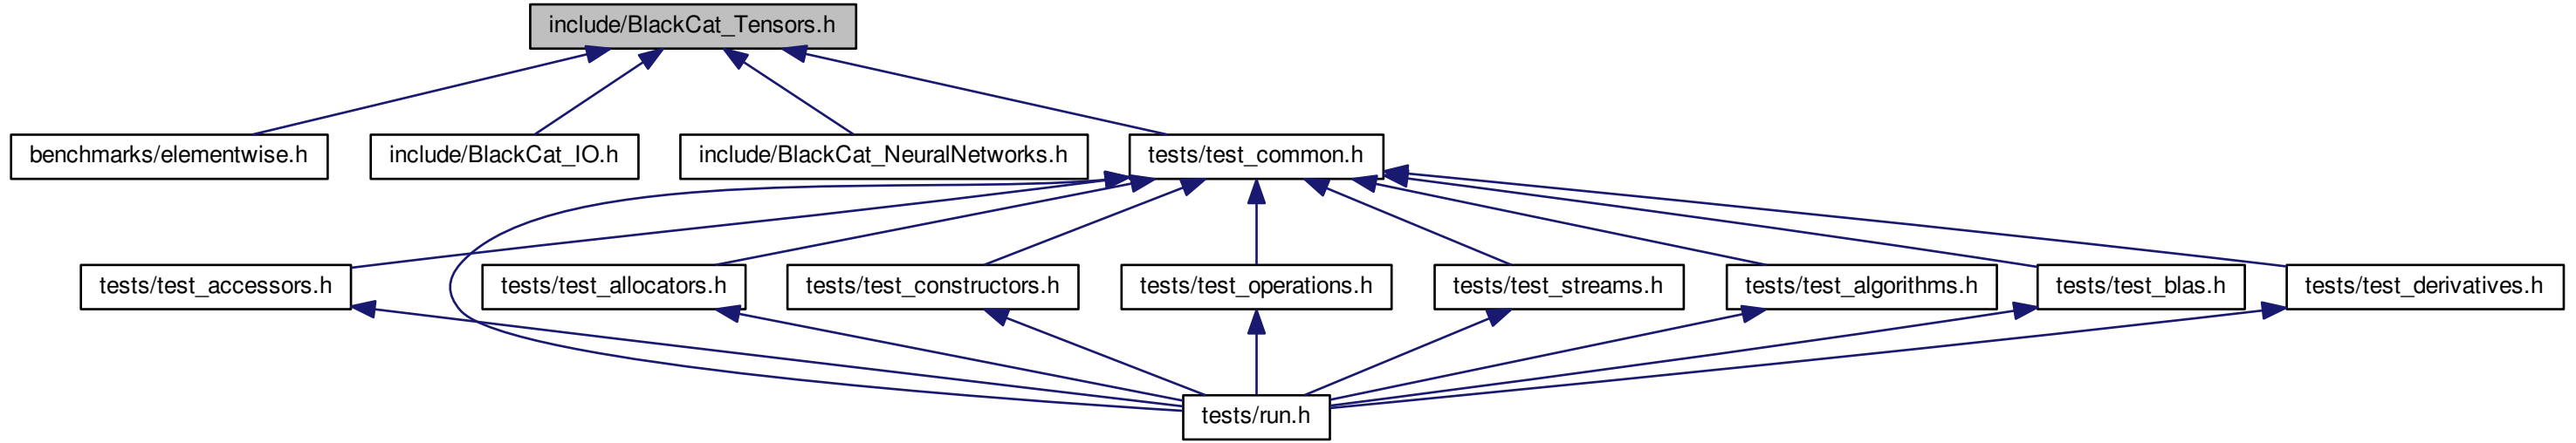 include/BlackCat_Tensors.h
benchmarks/elementwise.h
include/BlackCat_IO.h
include/BlackCat_NeuralNetworks.h
tests/test_common.h
tests/test_accessors.h
tests/test_allocators.h
tests/test_constructors.h
tests/test_operations.h
tests/test_streams.h
tests/test_algorithms.h
tests/test_blas.h
tests/test_derivatives.h
tests/run.h